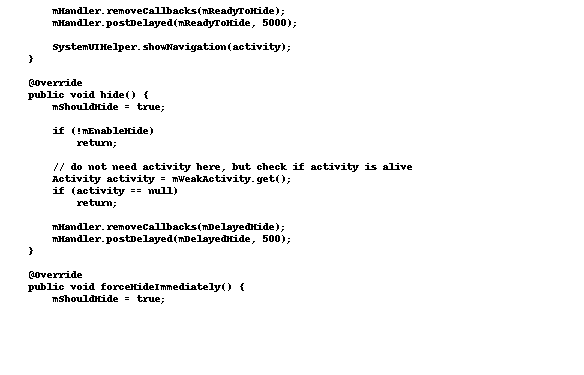 mHandler.removeCallbacks(mReadyToHide);
mHandler.postDelayed(mReadyToHide, 5000);
SystemUIHelper.showNavigation(activity);
}
@Override
public void hide() {
mShouldHide = true;
if (!mEnableHide)
return;
// do not need activity here, but check if activity is alive
Activity activity = mWeakActivity.get();
if (activity == null)
return;
mHandler.removeCallbacks(mDelayedHide);
mHandler.postDelayed(mDelayedHide, 500);
}
@Override
public void forceHideImmediately() {
mShouldHide = true;